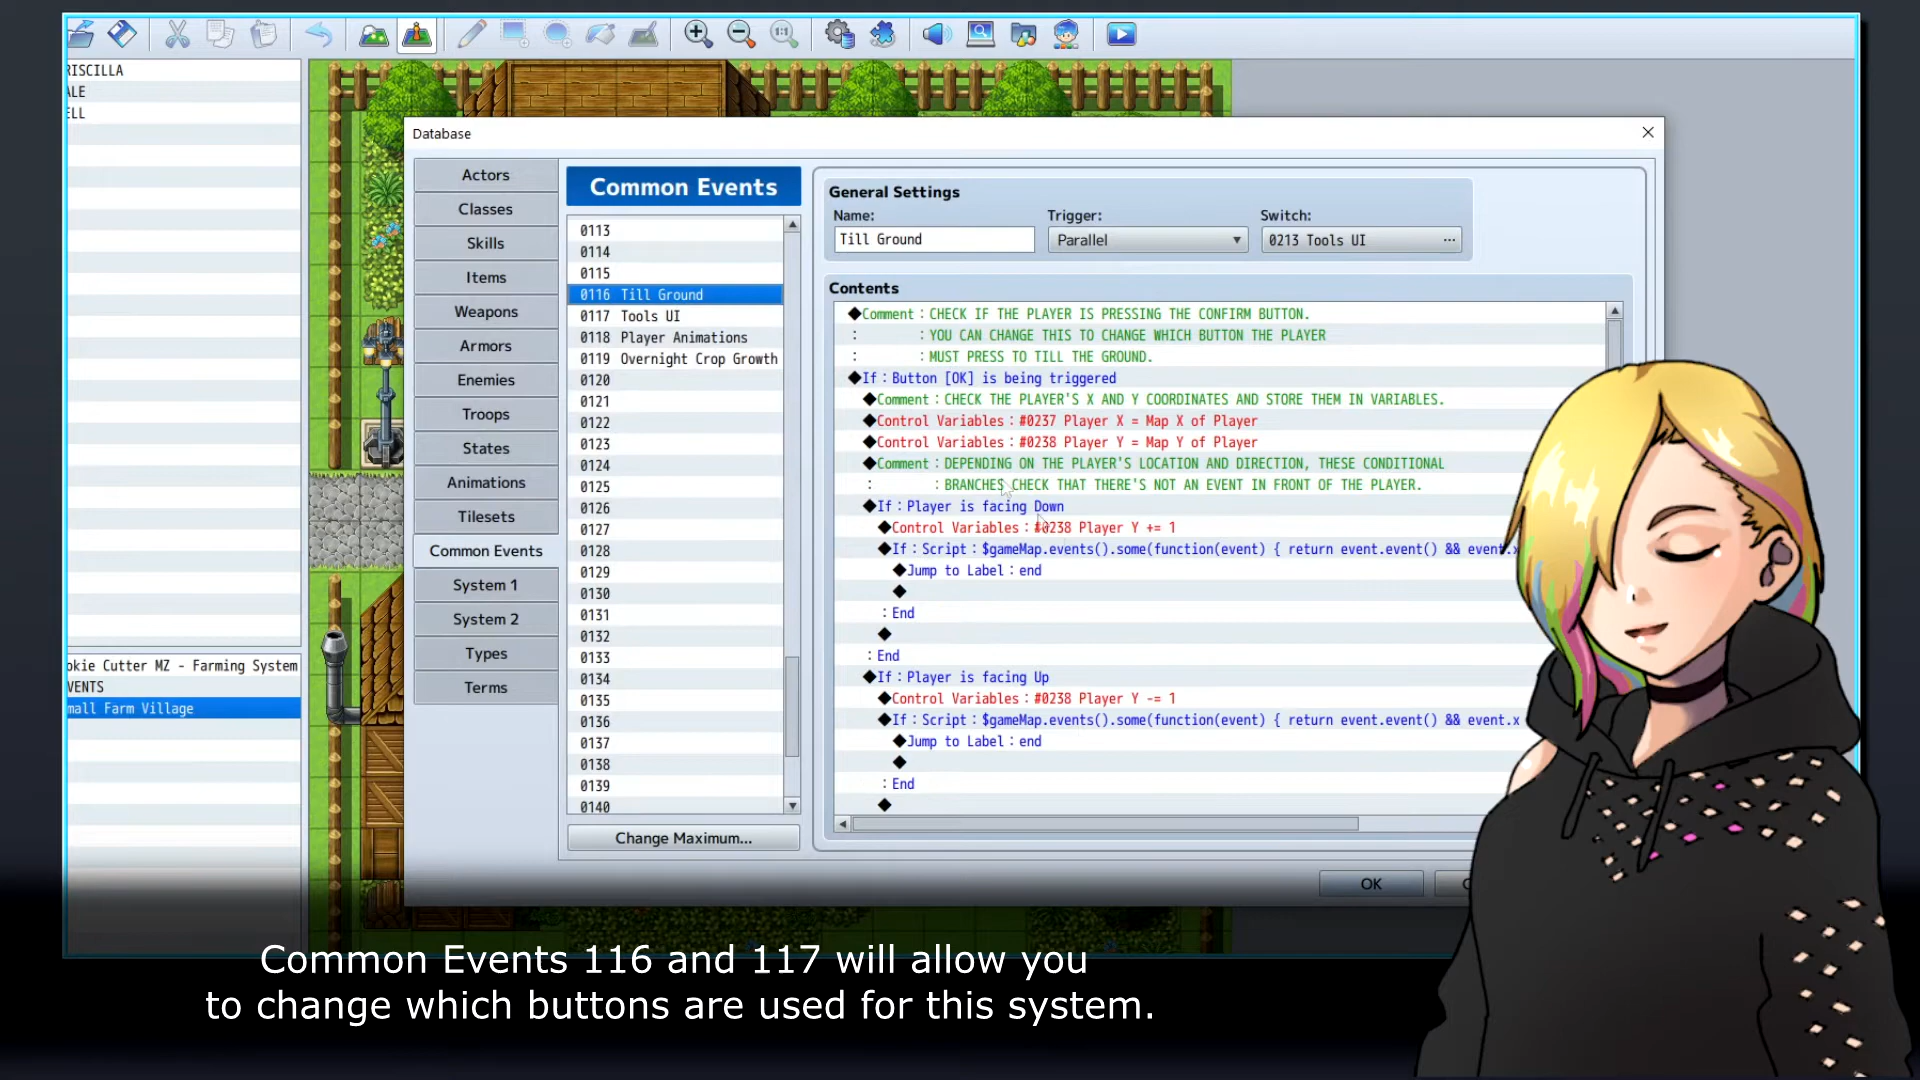 RISCILLA
ALE
ELL
okie Cutter MZ - Farming System
VENTS
mall Farm Village
1:1
Database
Actors
Classes
Skills
Items
Weapons
Armors
Enemies
Troops
States
Animations
Tilesets
Common Events
System 1
System 2
Types
Terms
Common Events
0113
0114
0115
0116 Till Ground
0117 Tools UI
0118 Player Animations
0119 Overnight Crop Growth
0120
0121
0122
0123
0124
0125
0126
0127
0128
0129
0130
0131
0132
0133
0134
0135
0136
0137
0138
0139
0140
Change Maximum...
General Settings
Name: Trigger: Switch:
Till Ground Parallel 0213 Tools UI ...
Contents
◆Comment：CHECK IF THE PLAYER IS PRESSING THE CONFIRM BUTTON.
： ：YOU CAN CHANGE THIS TO CHANGE WHICH BUTTON THE PLAYER
： ：MUST PRESS TO TILL THE GROUND.
◆If：Button [OK] is being triggered
◆Comment：CHECK THE PLAYER'S X AND Y COORDINATES AND STORE THEM IN VARIABLES.
◆Control Variables：#0237 Player X = Map X of Player
◆Control Variables：#0238 Player Y = Map Y of Player
◆Comment：DEPENDING ON THE PLAYER'S LOCATION AND DIRECTION, THESE CONDITIONAL
： ：BRANCHES CHECK THAT THERE'S NOT AN EVENT IN FRONT OF THE PLAYER.
◆If：Player is facing Down
◆Control Variables：#0238 Player Y += 1
◆If：Script：$gameMap.events().some(function(event) { return event.event() && event.x
◆Jump to Label：end
◆
：End
◆
：End
◆If：Player is facing Up
◆Control Variables：#0238 Player Y -= 1
◆If：Script：$gameMap.events().some(function(event) { return event.event() && event.x
◆Jump to Label：end
◆
：End
◆
OK
Common Events 116 and 117 will allow you
to change which buttons are used for this system.